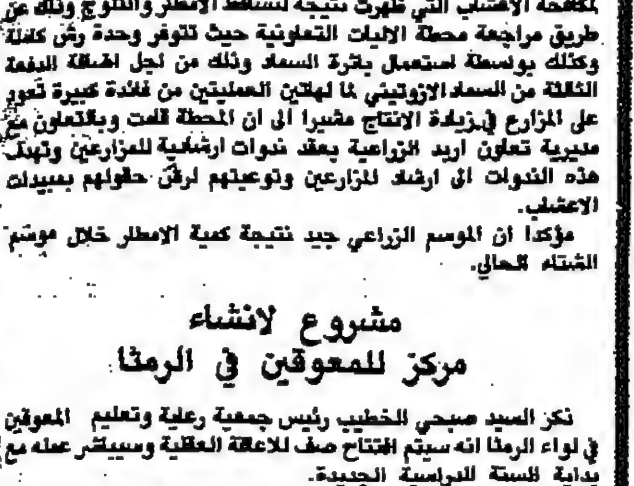 لمكافحة الاعشاب التي ظهرت نتيجة لتساقط الامطار والثلوج وذلك عن
طريق مراجعة محطة الاليات التعاونية حيث تتوفر وحدة رش كاملة
وكذلك بواسطة استعمال باثرة السماد وذلك من اجل اضافة الدفعة
الثالثة من السماد الازوتيني لما لهاتين العمليتين من فائدة كبيرة تعود
على المزارع في زيادة الانتاج مشيرا الى ان المحطة قامت وبالتعاون مع
مديرية تعاون اربد الزراعية بعقد ندوات ارشادية للمزارعين وتهدف
هذه الندوات الى ارشاد المزارعين وتوعيتهم لرش حقولهم بمبيدات
الاعشاب.
مؤكدا ان الموسم الزراعي جيد نتيجة كمية الامطار خلال موسم
الشتاء الحالي.
مشروع لانشاء
مركز للمعوقين في الرمثا
ذكر السيد صبحي الخطيب رئيس جمعية رعاية وتعليم المعوقين
في لواء الرمثا انه سيتم افتتاح صف للاعاقة العقلية وسيباشر عمله مع
بداية السنة الدراسية الجديدة.